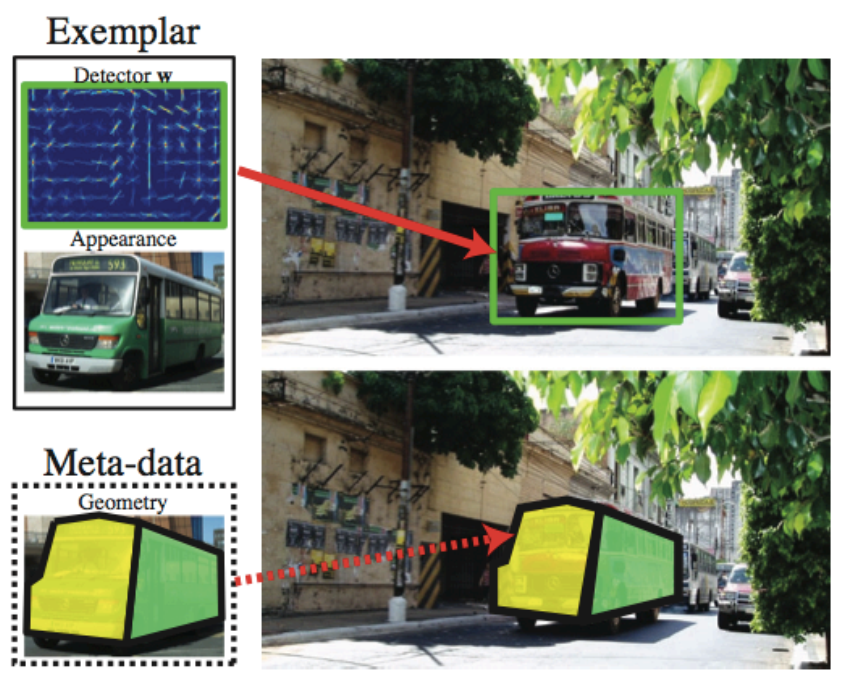 Exemplar
Detector w
Appearance
593
Meta-data
Geometry